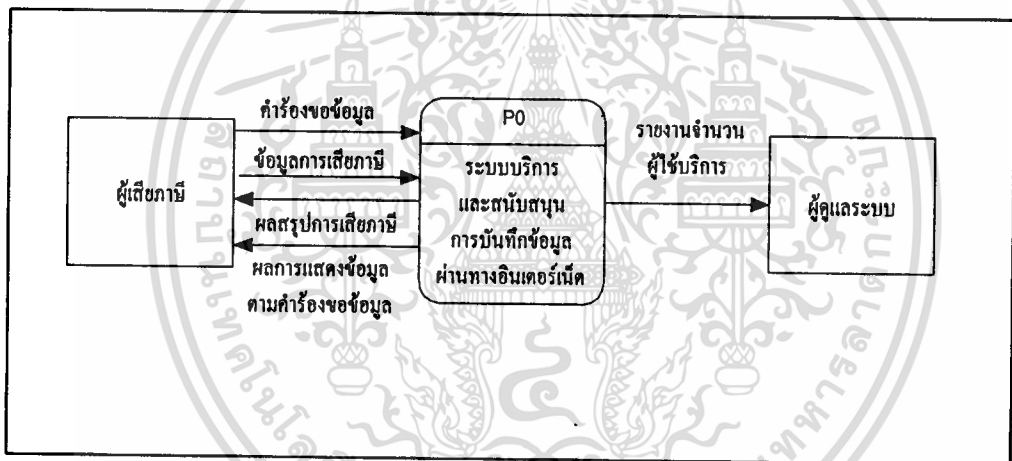 คำร้องขอข้อมูล
ข้อมูลการเสียภาษี
ผู้เสียภาษี
ผลสรุปการเสียภาษี
ผลการแสดงข้อมูล
ตามคำร้องขอข้อมูล
P0
ระบบบริการ
และสนับสนุน
การบันทึกข้อมูล
ผ่านทางอินเตอร์เน็ต
รายงานจำนวน
ผู้ใช้บริการ
ผู้ดูแลระบบ